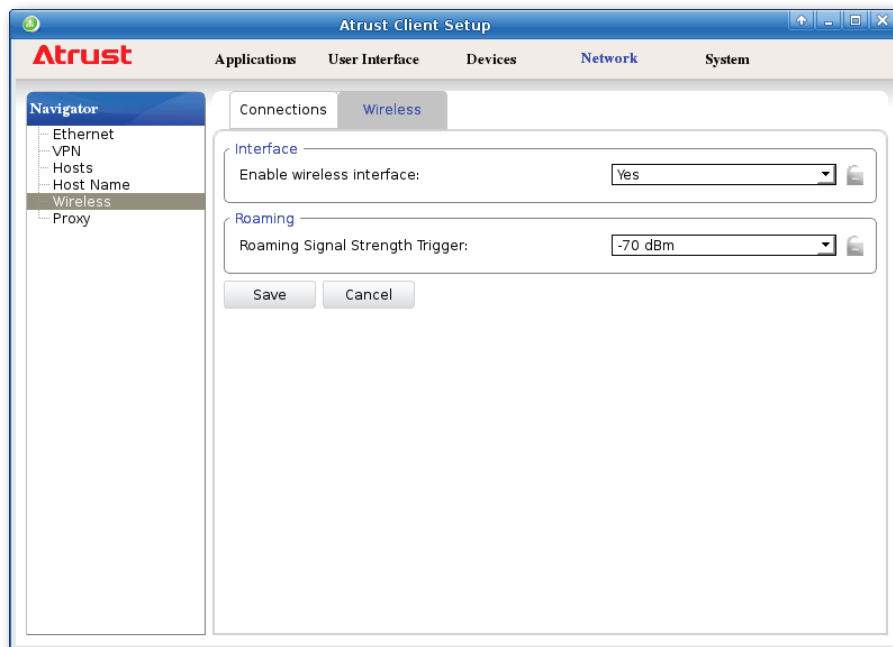 Atrust Client Setup
Atrust
Applications User Interface Devices Network System
Navigator
Ethernet
VPN
Hosts
Host Name
Wireless
Proxy
Connections Wireless
Interface
Enable wireless interface: Yes
Roaming
Roaming Signal Strength Trigger: -70 dBm
Save Cancel